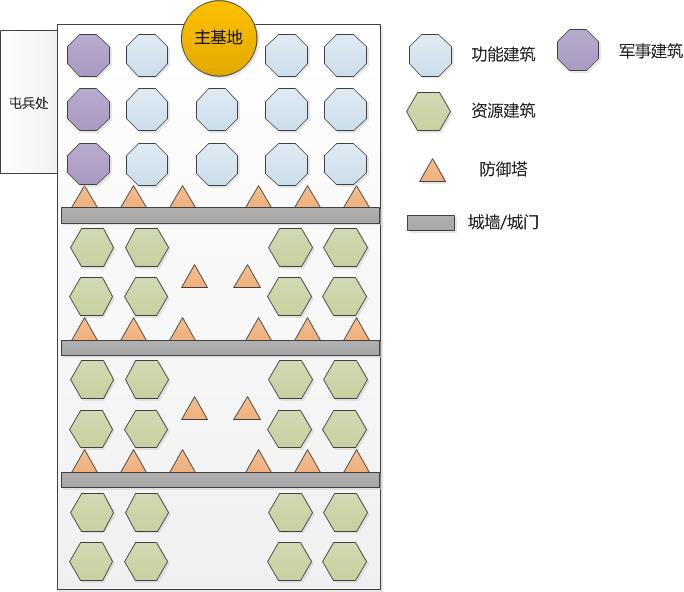 主基地
屯兵处
功能建筑
军事建筑
资源建筑
防御塔
城墙/城门